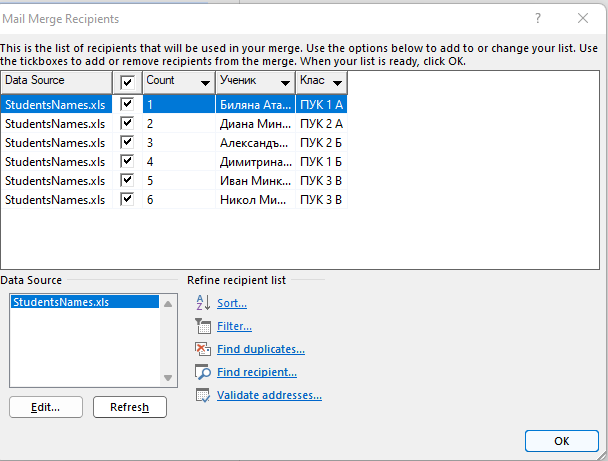 Mail Merge Recipients
This is the list of recipients that will be used in your merge. Use the options below to add to or change your list. Use
the tickboxes to add or remove recipients from the merge. When your list is ready, click OK.
Data Source Count Ученик Клас
StudentsNames.xls 1 Биляна Ата... ПУК 1 А
StudentsNames.xls 2 Диана Мин... ПУК 2 А
StudentsNames.xls 3 Александъ... ПУК 2 Б
StudentsNames.xls 4 Димитрина... ПУК 1 Б
StudentsNames.xls 5 Иван Минк... ПУК 3 В
StudentsNames.xls 6 Никол Ми... ПУК 3 В
Data Source
StudentsNames.xls
Edit... Refresh
Refine recipient list
Sort...
Filter...
Find duplicates...
Find recipient...
Validate addresses...
OK